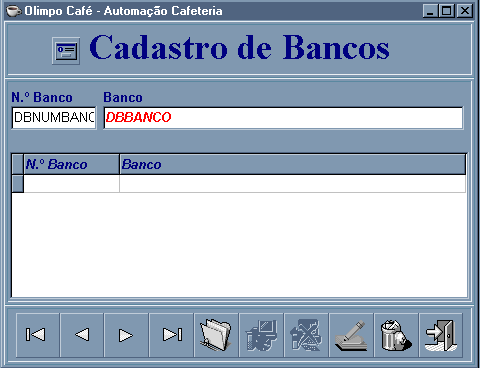 Olimpo Café - Automação Cafeteria
Cadastro de Bancos
N.º Banco Banco
DBNUMBANC DBBANCO
N.º Banco Banco